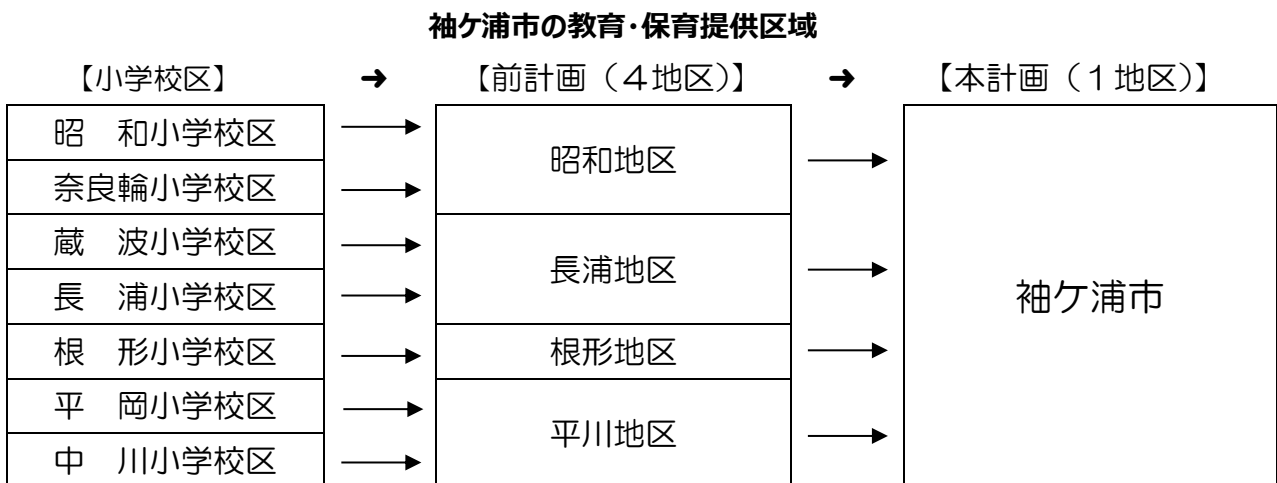 袖ケ浦市の教育・保育提供区域
【小学校区】 ➜ 【前計画（４地区）】 ➜ 【本計画（１地区）】
昭　和小学校区
奈良輪小学校区
蔵　波小学校区
長　浦小学校区
根　形小学校区
平　岡小学校区
中　川小学校区
昭和地区
長浦地区
根形地区
平川地区
袖ケ浦市